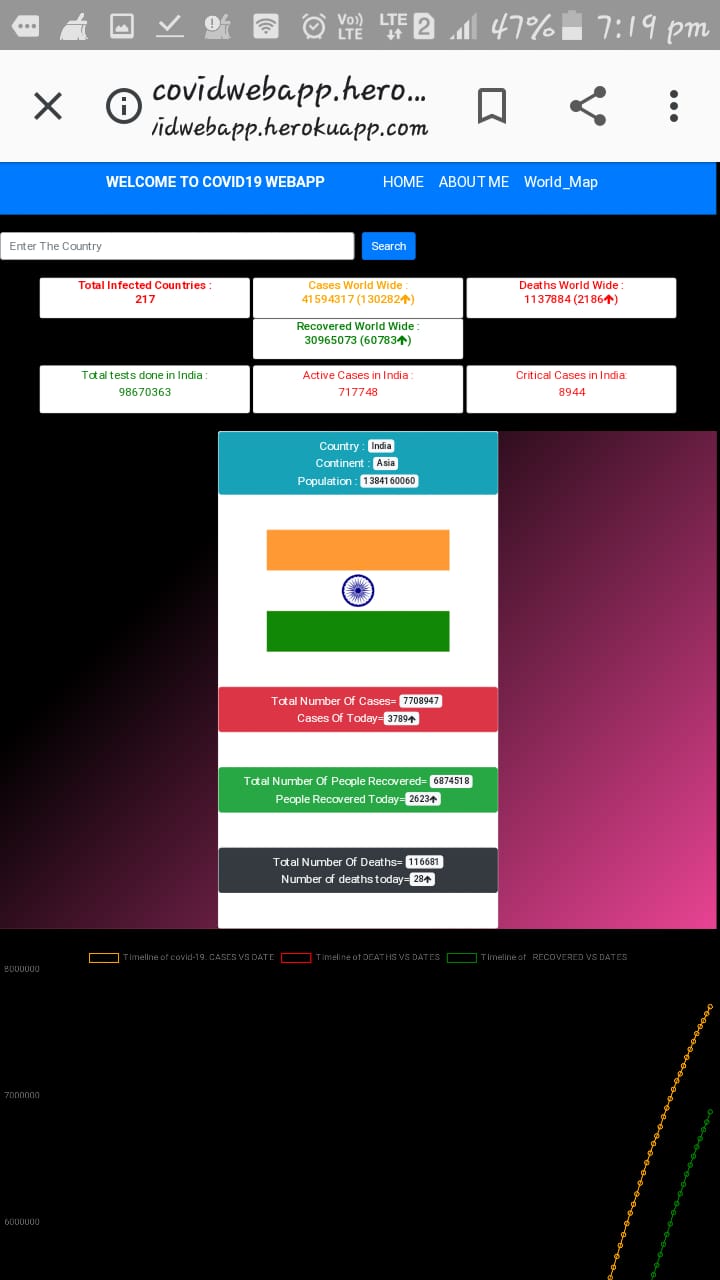 Vo)) LTE LTE 2 47% 7:19 pm
covidwebapp.hero...
idwebapp.herokuapp.com
WELCOME TO COVID19 WEBAPP HOME ABOUT ME World_Map
Enter The Country Search
Total Infected Countries :
217
Cases World Wide :
41594317 (130282↑)
Deaths World Wide :
1137884 (2186↑)
Recovered World Wide :
30965073 (60783↑)
Total tests done in India :
98670363
Active Cases in India :
717748
Critical Cases in India:
8944
Country : India
Continent : Asia
Population : 1384160060
Total Number Of Cases= 7708947
Cases Of Today=3789↑
Total Number Of People Recovered= 6874518
People Recovered Today=2623↑
Total Number Of Deaths= 116681
Number of deaths today=28↑
Timeline of covid-19: CASES VS DATE Timeline of DEATHS VS DATES Timeline of RECOVERED VS DATES
8000000
7000000
6000000